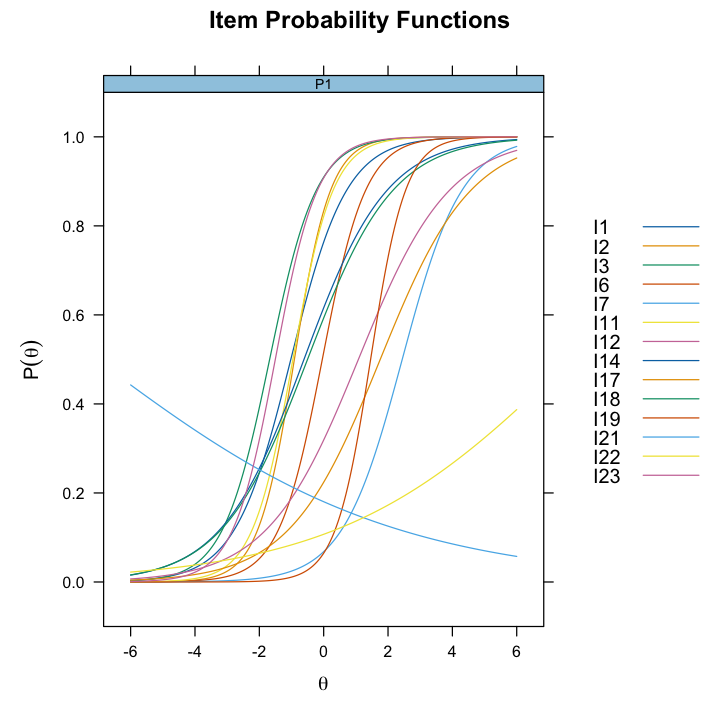 Item Probability Functions
-6 -4 -2 0 2 4 6
P1
0.0
0.2
0.4
0.6
0.8
1.0
P(θ)
θ
I1
I2
I3
I6
I7
I11
I12
I14
I17
I18
I19
I21
I22
I23